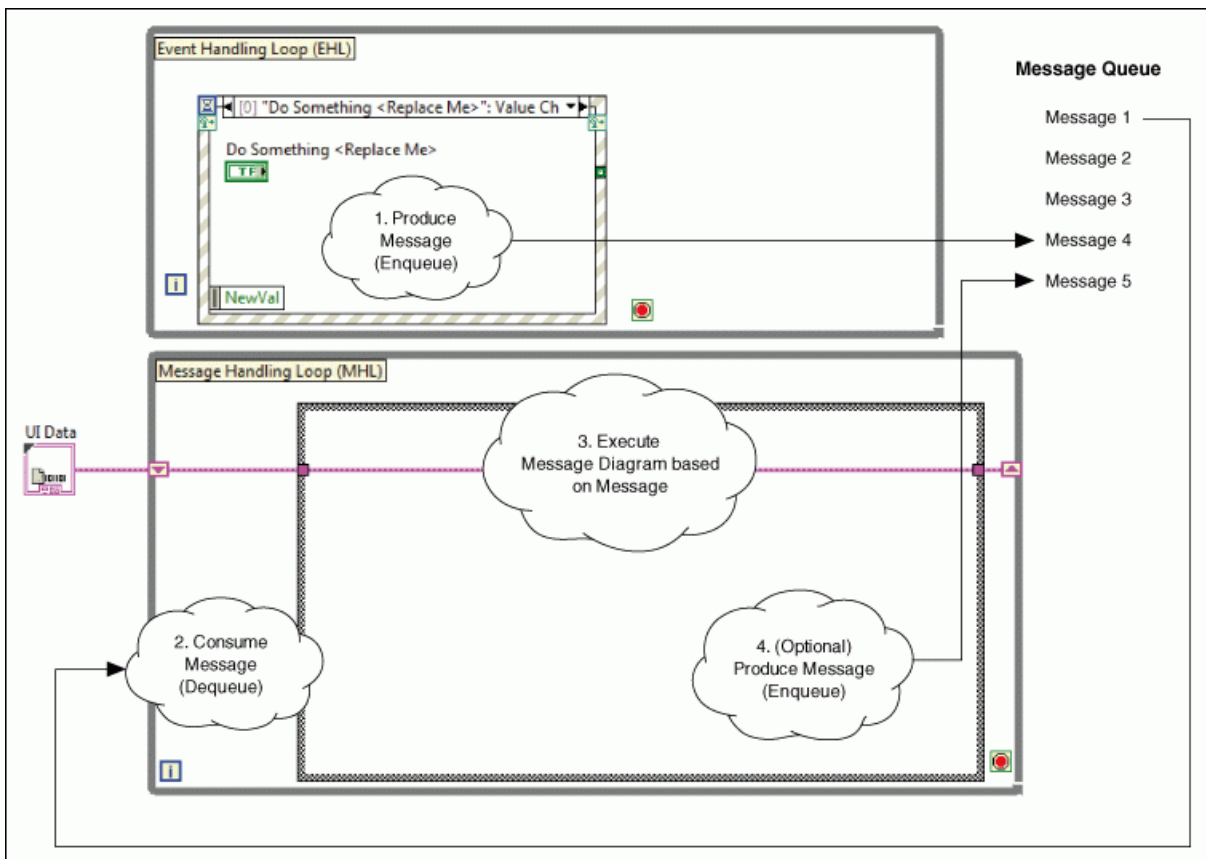 Event Handling Loop (EHL)
[0] "Do Something <Replace Me>": Value Ch
Do Something <Replace Me>
TF
1. Produce
Message
(Enqueue)
i
NewVal
Message Queue
Message 1
Message 2
Message 3
Message 4
Message 5
Message Handling Loop (MHL)
UI Data
3. Execute
Message Diagram based
on Message
2. Consume
Message
(Dequeue)
4. (Optional)
Produce Message
(Enqueue)
i